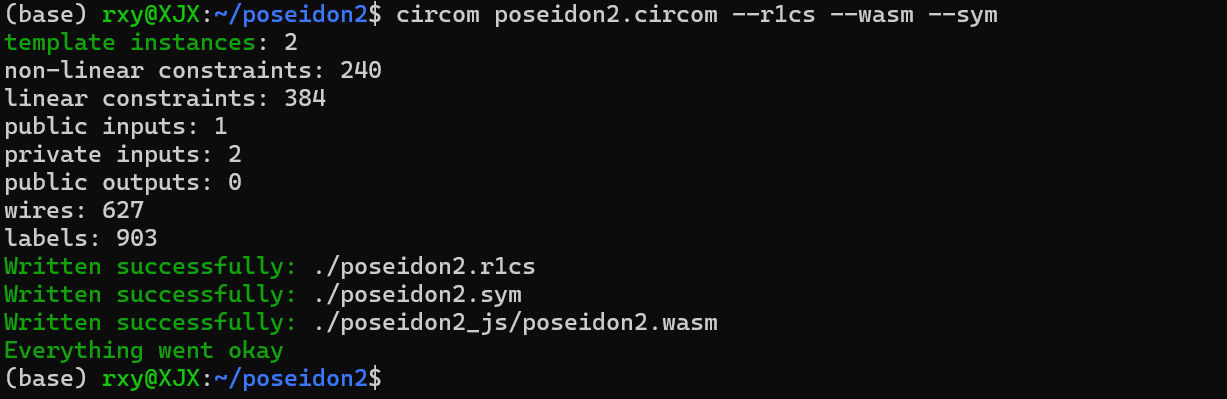 (base) rxy@XJX:~/poseidon2$ circom poseidon2.circom --r1cs --wasm --sym
template instances: 2
non-linear constraints: 240
linear constraints: 384
public inputs: 1
private inputs: 2
public outputs: 0
wires: 627
labels: 903
Written successfully: ./poseidon2.r1cs
Written successfully: ./poseidon2.sym
Written successfully: ./poseidon2_js/poseidon2.wasm
Everything went okay
(base) rxy@XJX:~/poseidon2$